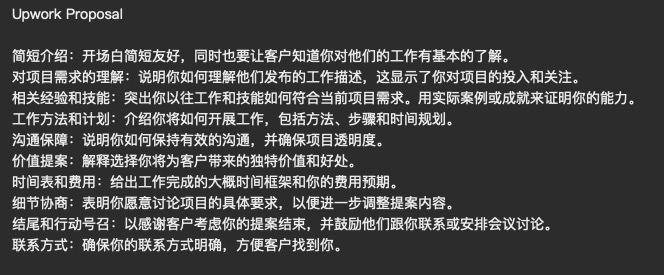 Upwork Proposal
简短介绍：开场白简短友好，同时也要让客户知道你对他们的工作有基本的了解。
对项目需求的理解：说明你如何理解他们发布的工作描述，这显示了你对项目的投入和关注。
相关经验和技能：突出你以往工作和技能如何符合当前项目需求。用实际案例或成就来证明你的能力。
工作方法和计划：介绍你将如何开展工作，包括方法、步骤和时间规划。
沟通保障：说明你如何保持有效的沟通，并确保项目透明度。
价值提案：解释选择你将为客户带来的独特价值和好处。
时间表和费用：给出工作完成的大概时间框架和你的费用预期。
细节协商：表明你愿意讨论项目的具体要求，以便进一步调整提案内容。
结尾和行动号召：以感谢客户考虑你的提案结束，并鼓励他们跟你联系或安排会议讨论。
联系方式：确保你的联系方式明确，方便客户找到你。